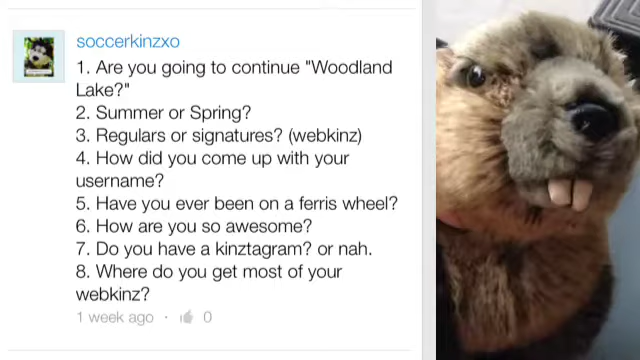 soccerkinzxo
1. Are you going to continue "Woodland
Lake?"
2. Summer or Spring?
3. Regulars or signatures? (webkinz)
4. How did you come up with your
username?
5. Have you ever been on a ferris wheel?
6. How are you so awesome?
7. Do you have a kinztagram? or nah.
8. Where do you get most of your
webkinz?
1 week ago · 0